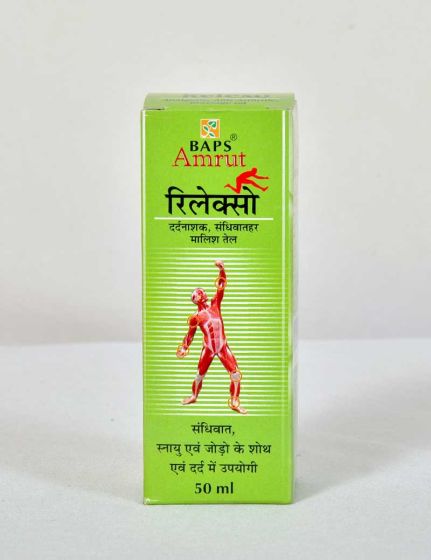 BAPS®
Amrut
रिलेक्सो
दर्दनाशक, संधिवातहर
मालिश तेल
संधिवात,
स्नायु एवं जोड़ो के शोथ
एवं दर्द में उपयोगी
50 ml